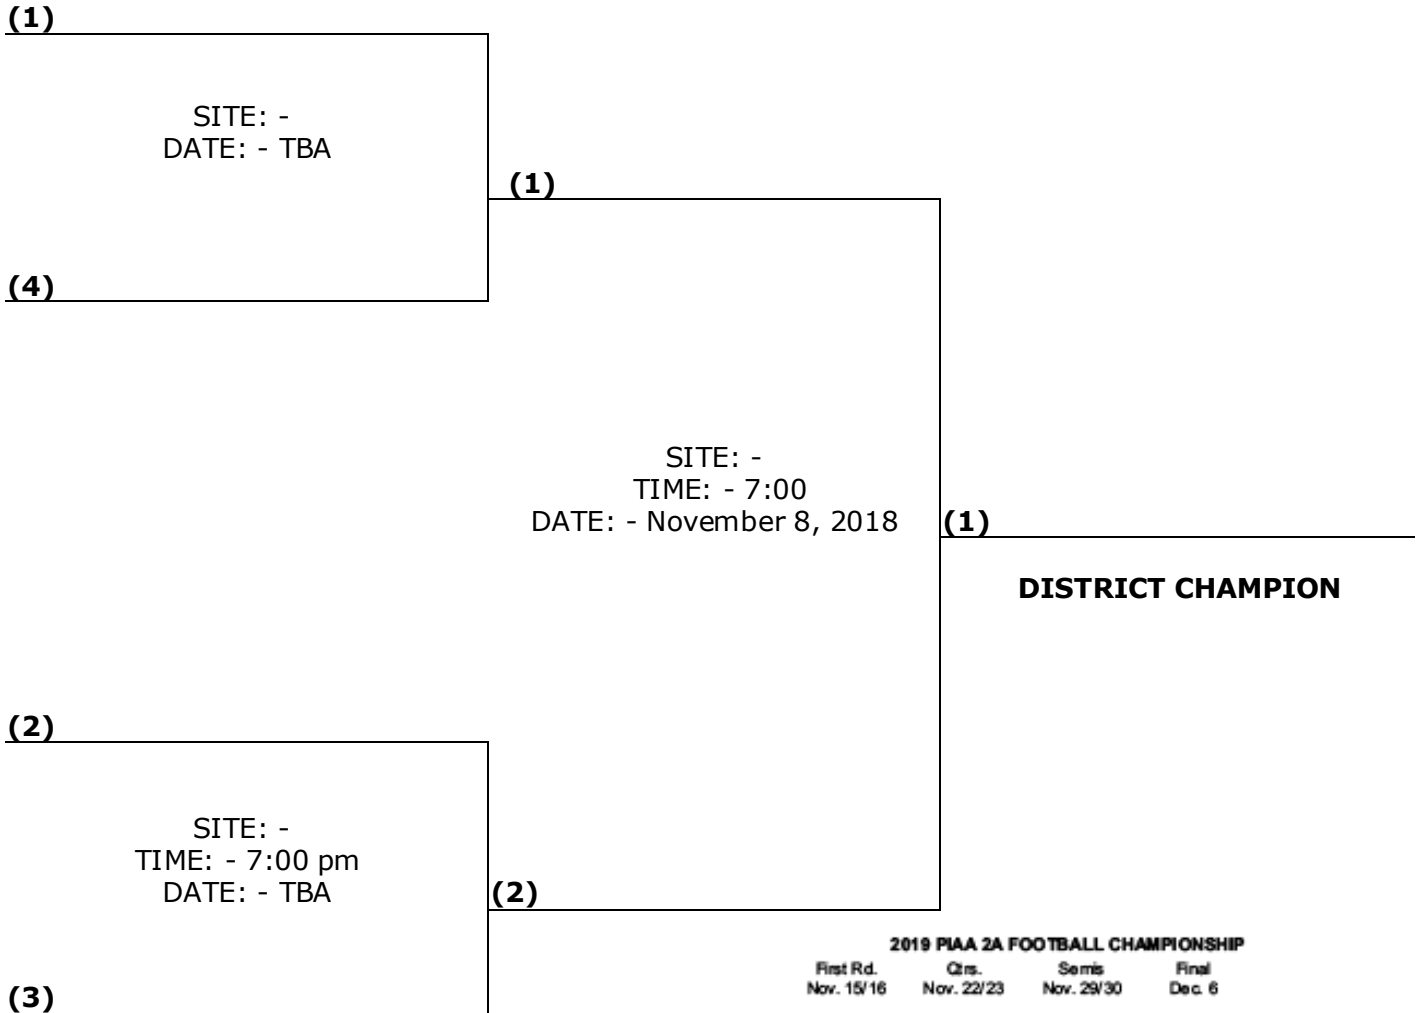 (1)
SITE: -
DATE: - TBA
(1)
(4)
SITE: -
TIME: - 7:00
DATE: - November 8, 2018
(1)
DISTRICT CHAMPION
(2)
SITE: -
TIME: - 7:00 pm
DATE: - TBA
(2)
2019 PIAA 2A FOOTBALL CHAMPIONSHIP
First Rd. Qtrs. Semis Final
Nov. 15/16 Nov. 22/23 Nov. 29/30 Dec. 6
(3)